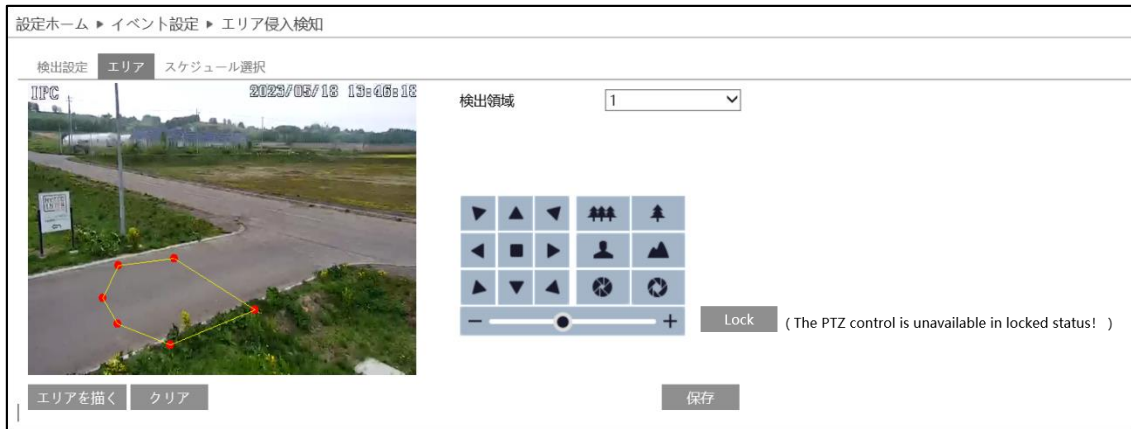 設定ホーム ▶ イベント設定 ▶ エリア侵入検知
検出設定 エリア スケジュール選択
IPC 2023/05/18 13:46:18
検出領域 1
Lock ( The PTZ control is unavailable in locked status! )
エリアを描く クリア 保存